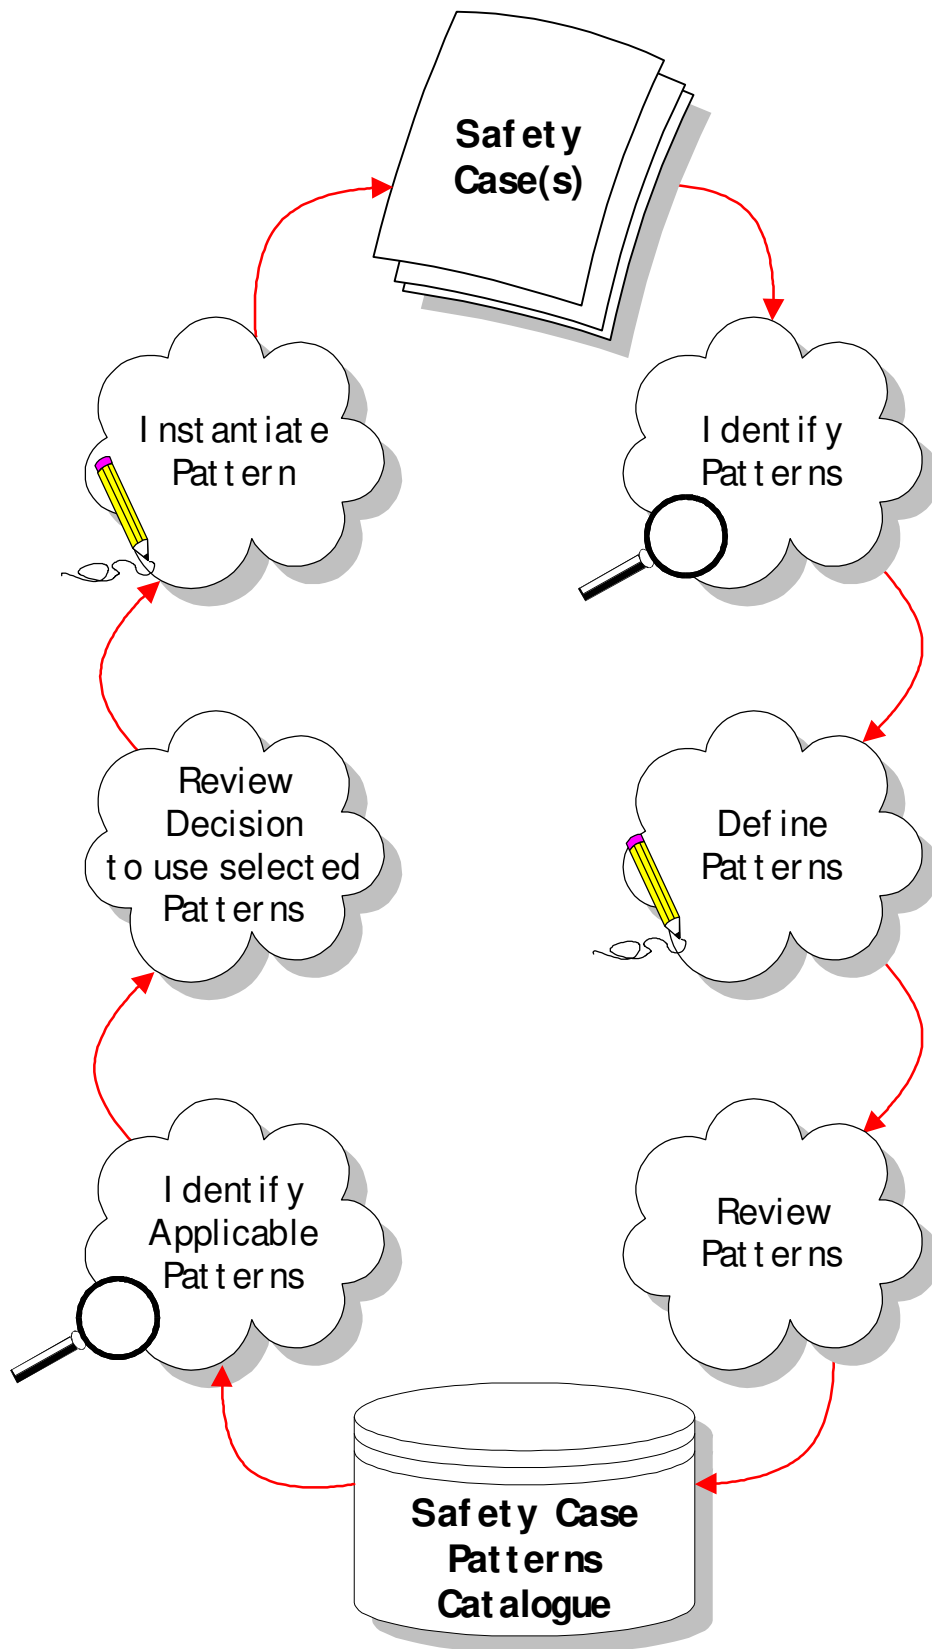 Safety
Case(s)
Instantiate
Pattern
Identify
Patterns
Review
Decision
to use selected
Patterns
Define
Patterns
Identify
Applicable
Patterns
Review
Patterns
Safety Case
Patterns
Catalogue